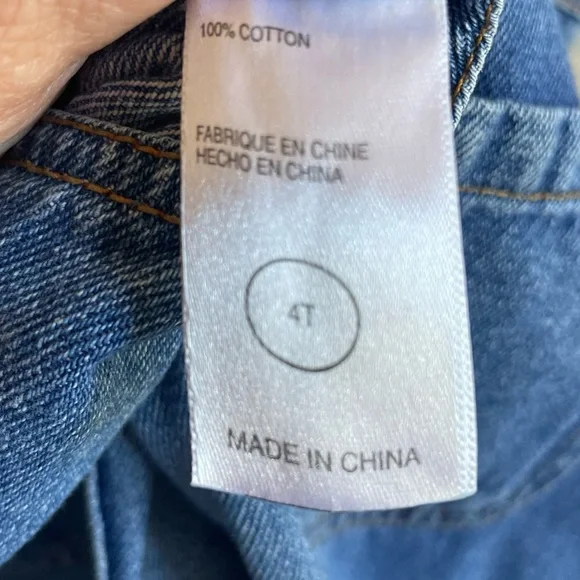 100% COTTON
FABRIQUE EN CHINE
HECHO EN CHINA
4T
MADE IN CHINA